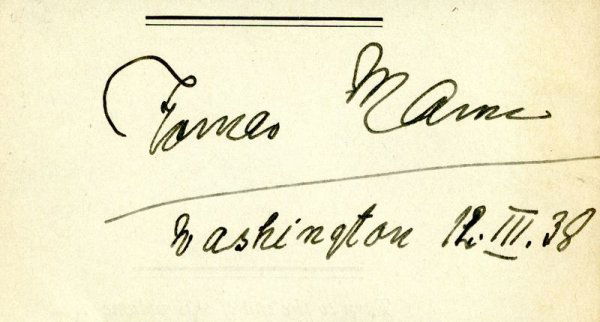 Thomas Mann
Washington 12. III. 38